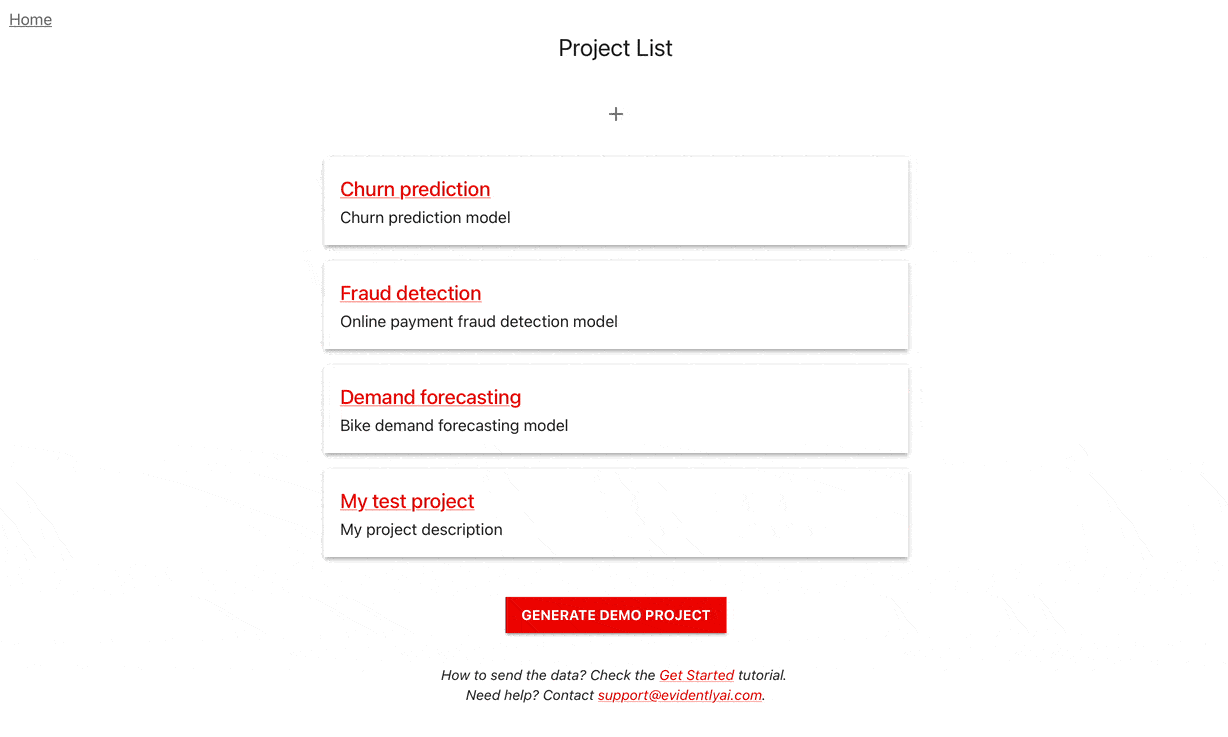 Home
Project List
+
Churn prediction
Churn prediction model
Fraud detection
Online payment fraud detection model
Demand forecasting
Bike demand forecasting model
My test project
My project description
GENERATE DEMO PROJECT
How to send the data? Check the Get Started tutorial.
Need help? Contact support@evidentlyai.com.